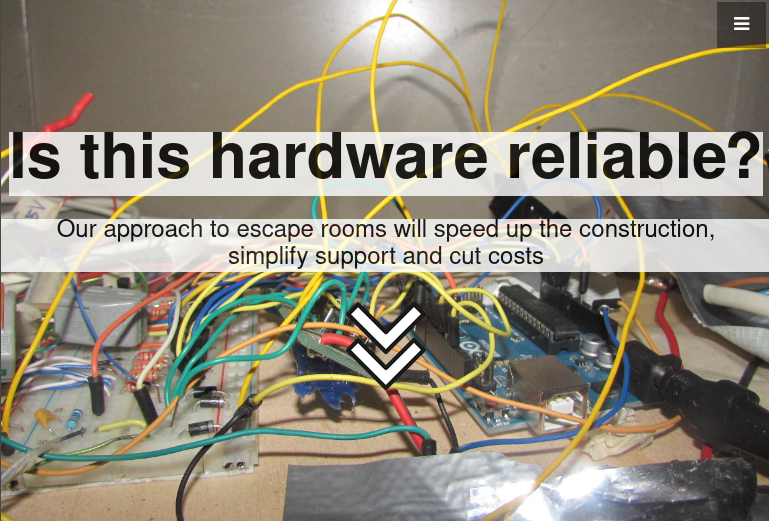 Is this hardware reliable?
Our approach to escape rooms will speed up the construction,
simplify support and cut costs